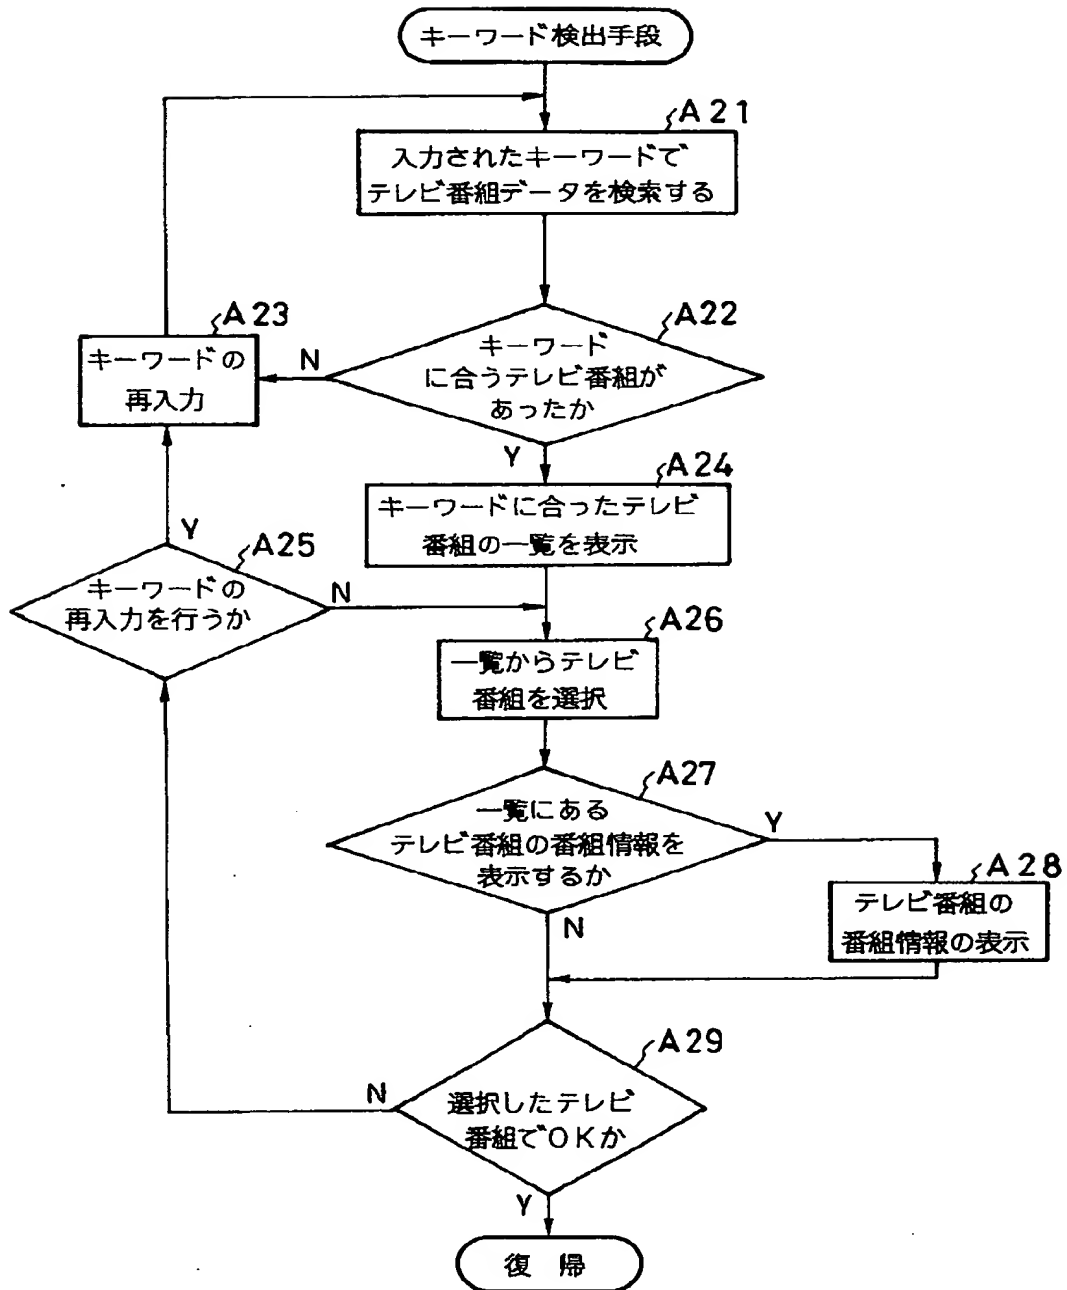 キーワード検出手段
A21
入力されたキーワードで
テレビ番組データを検索する
A22
キーワード
に合うテレビ番組が
あったか
N
Y
A23
キーワードの
再入力
A24
キーワードに合ったテレビ
番組の一覧を表示
A25
キーワードの
再入力を行うか
Y
N
A26
一覧からテレビ
番組を選択
A27
一覧にある
テレビ番組の番組情報を
表示するか
Y
N
A28
テレビ番組の
番組情報の表示
A29
選択したテレビ
番組でOKか
N
Y
復帰